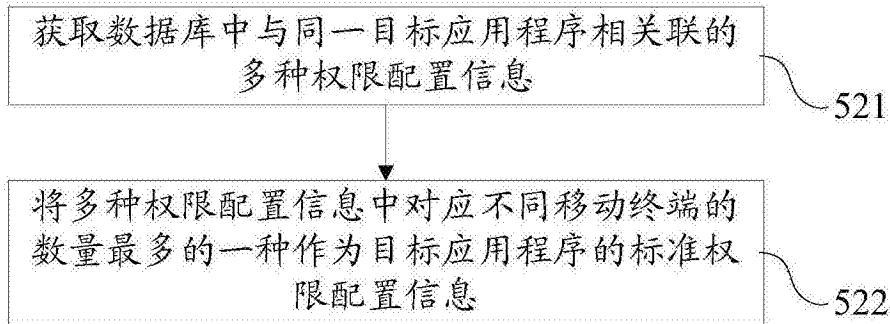 获取数据库中与同一目标应用程序相关联的
多种权限配置信息
521
将多种权限配置信息中对应不同移动终端的
数量最多的一种作为目标应用程序的标准权
限配置信息
522